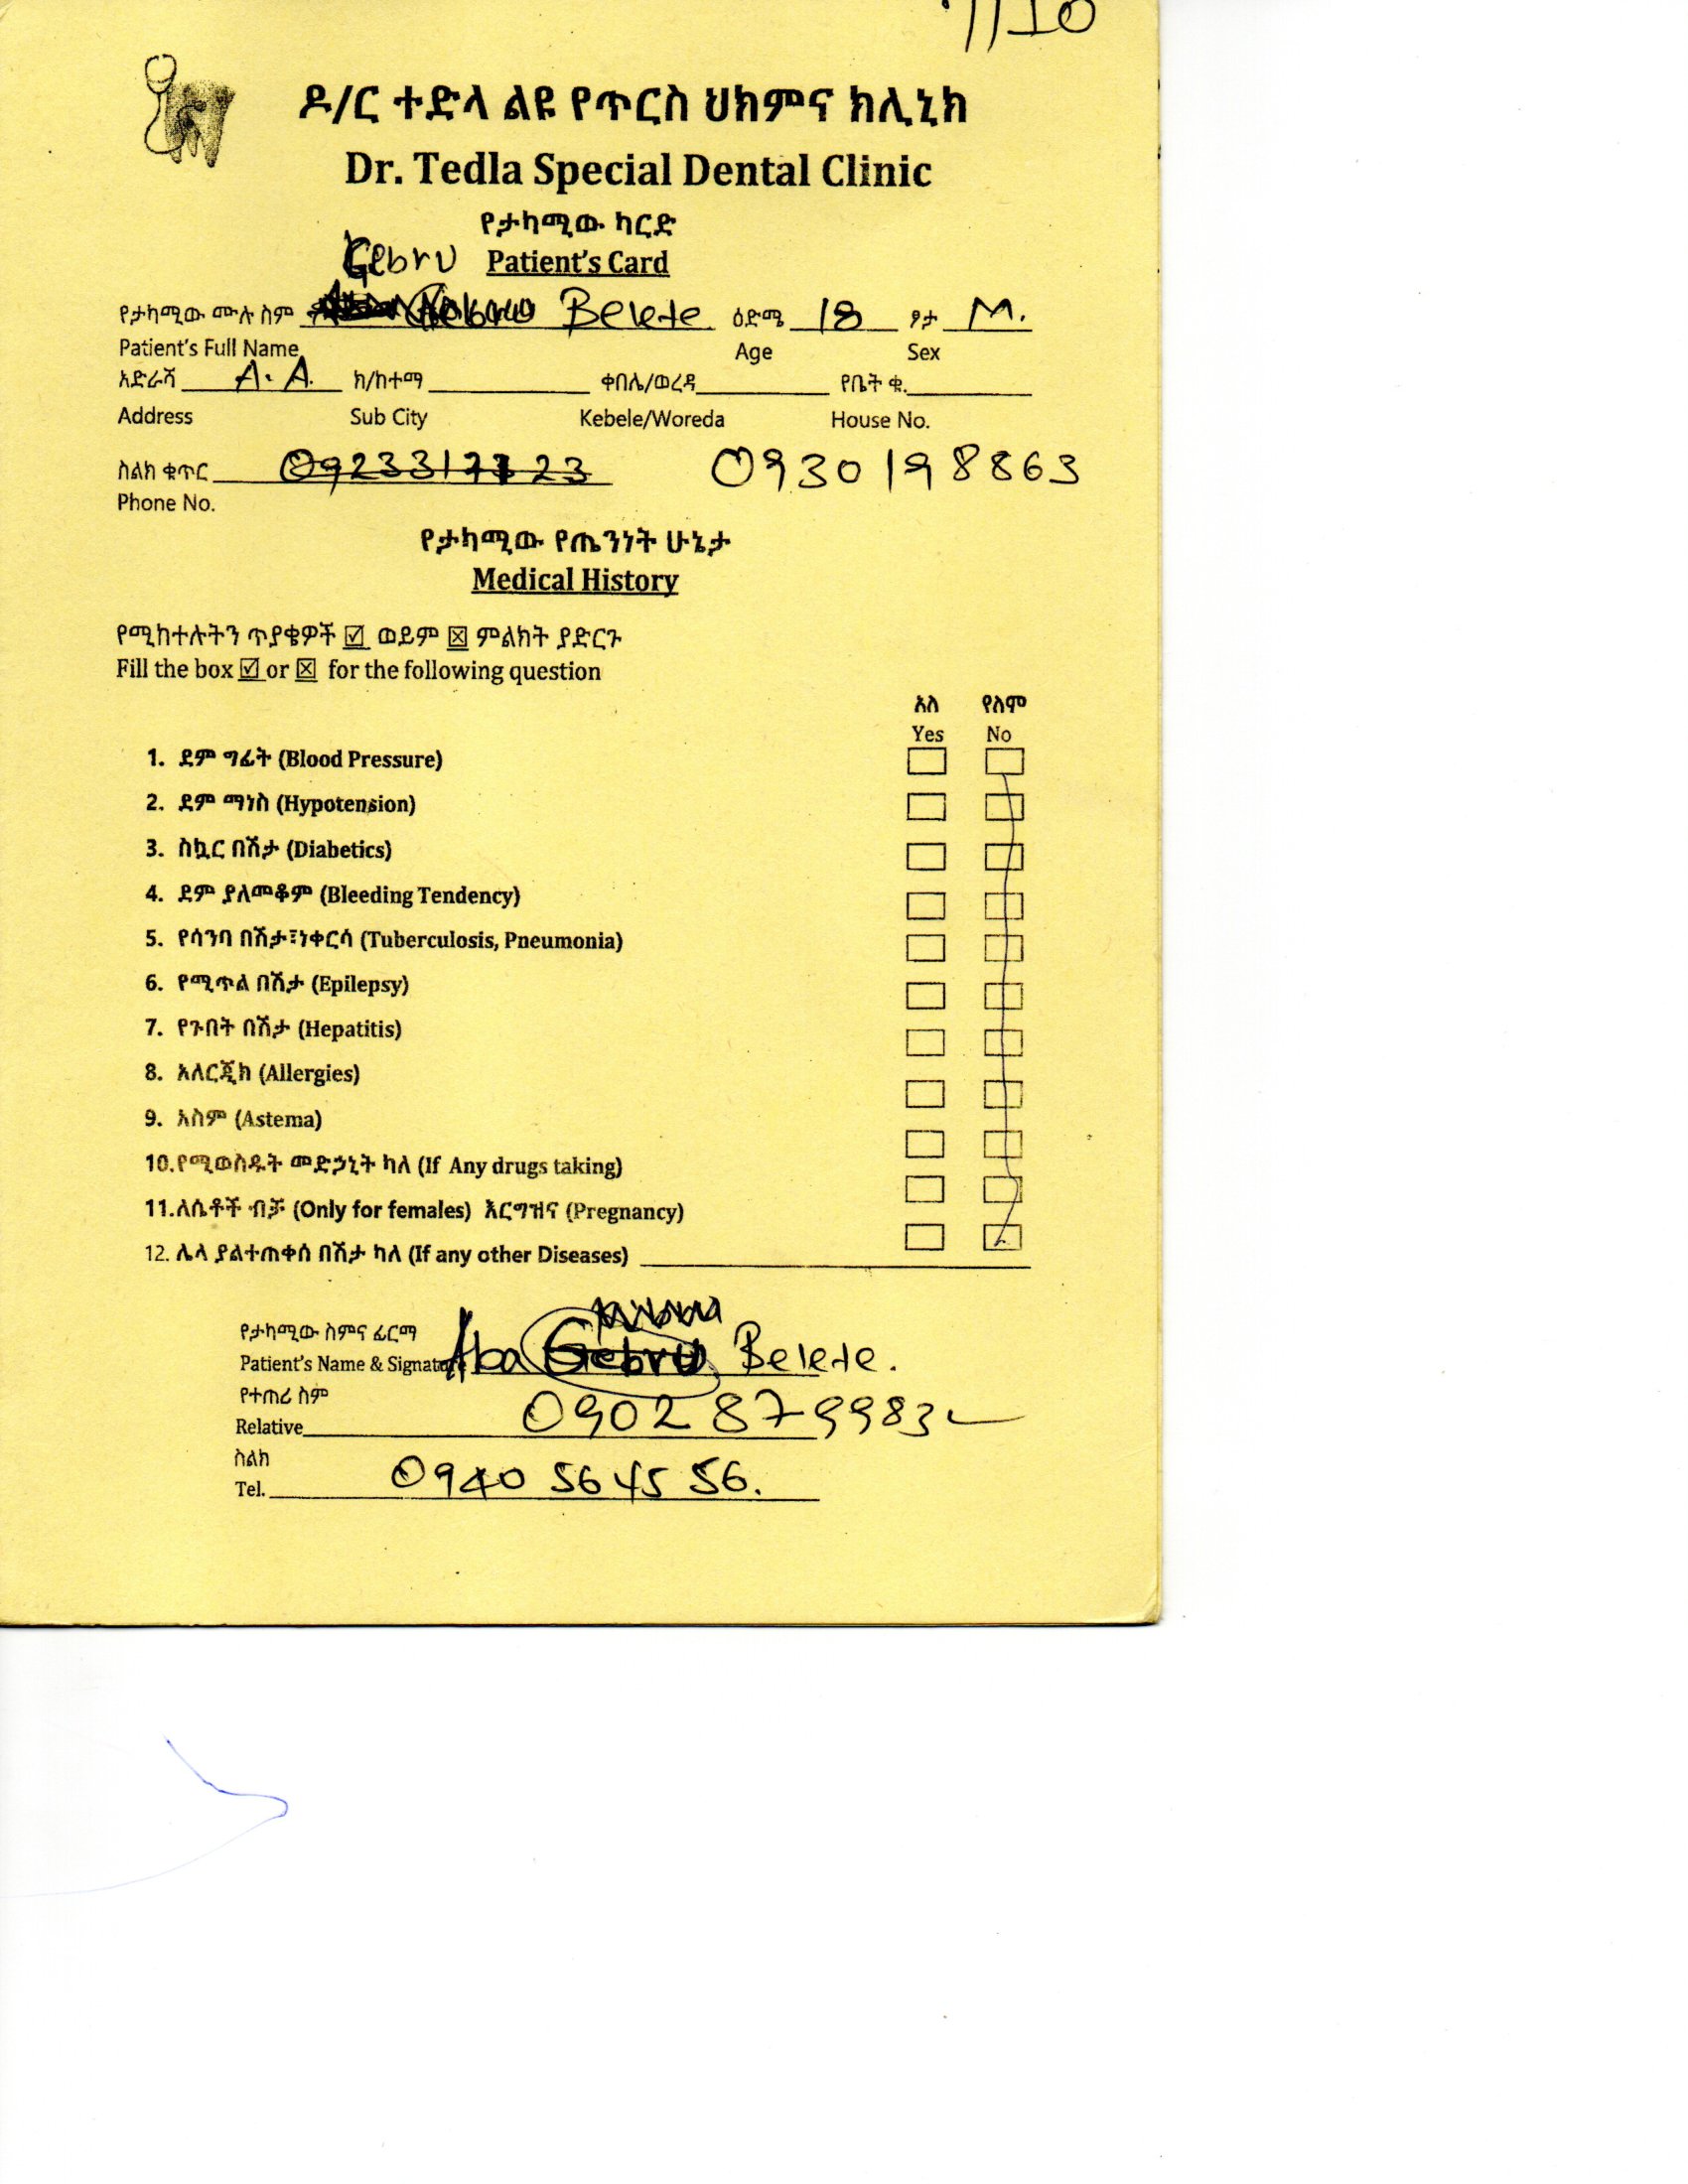 7/10
ዶ/ር ተድላ ልዩ የጥርስ ህክምና ክሊኒክ
Dr. Tedla Special Dental Clinic
የታካሚው ካርድ
Gebru Patient's Card
የታካሚው ሙሉ ስም Belete ዕድሜ 18 ፆታ M.
Patient's Full Name Age Sex
አድራሻ A.A. ክ/ከተማ ቀበሌ/ወረዳ የቤት ቁ.
Address Sub City Kebele/Woreda House No.
ስልክ ቁጥር 0930198863
Phone No.
የታካሚው የጤንነት ሁኔታ
Medical History
የሚከተሉትን ጥያቄዎች ☑ ወይም ☒ ምልክት ያድርጉ
Fill the box ☑ or ☒ for the following question
አለ የለም
Yes No
1. ደም ግፊት (Blood Pressure)
2. ደም ማነስ (Hypotension)
3. ስኳር በሽታ (Diabetics)
4. ደም ያለመቆም (Bleeding Tendency)
5. የሳንባ በሽታ፣ነቀርሳ (Tuberculosis, Pneumonia)
6. የሚጥል በሽታ (Epilepsy)
7. የጉበት በሽታ (Hepatitis)
8. አለርጂክ (Allergies)
9. አስም (Astema)
10.የሚወስዱት መድኃኒት ካለ (If Any drugs taking)
11.ለሴቶች ብቻ (Only for females) እርግዝና (Pregnancy)
12. ሌላ ያልተጠቀሰ በሽታ ካለ (If any other Diseases)
የታካሚው ስምና ፊርማ
Patient's Name & Signature Aba Gebru Belete.
የተጠሪ ስም
Relative 0902879983
ስልክ
Tel. 0940 56 45 56.